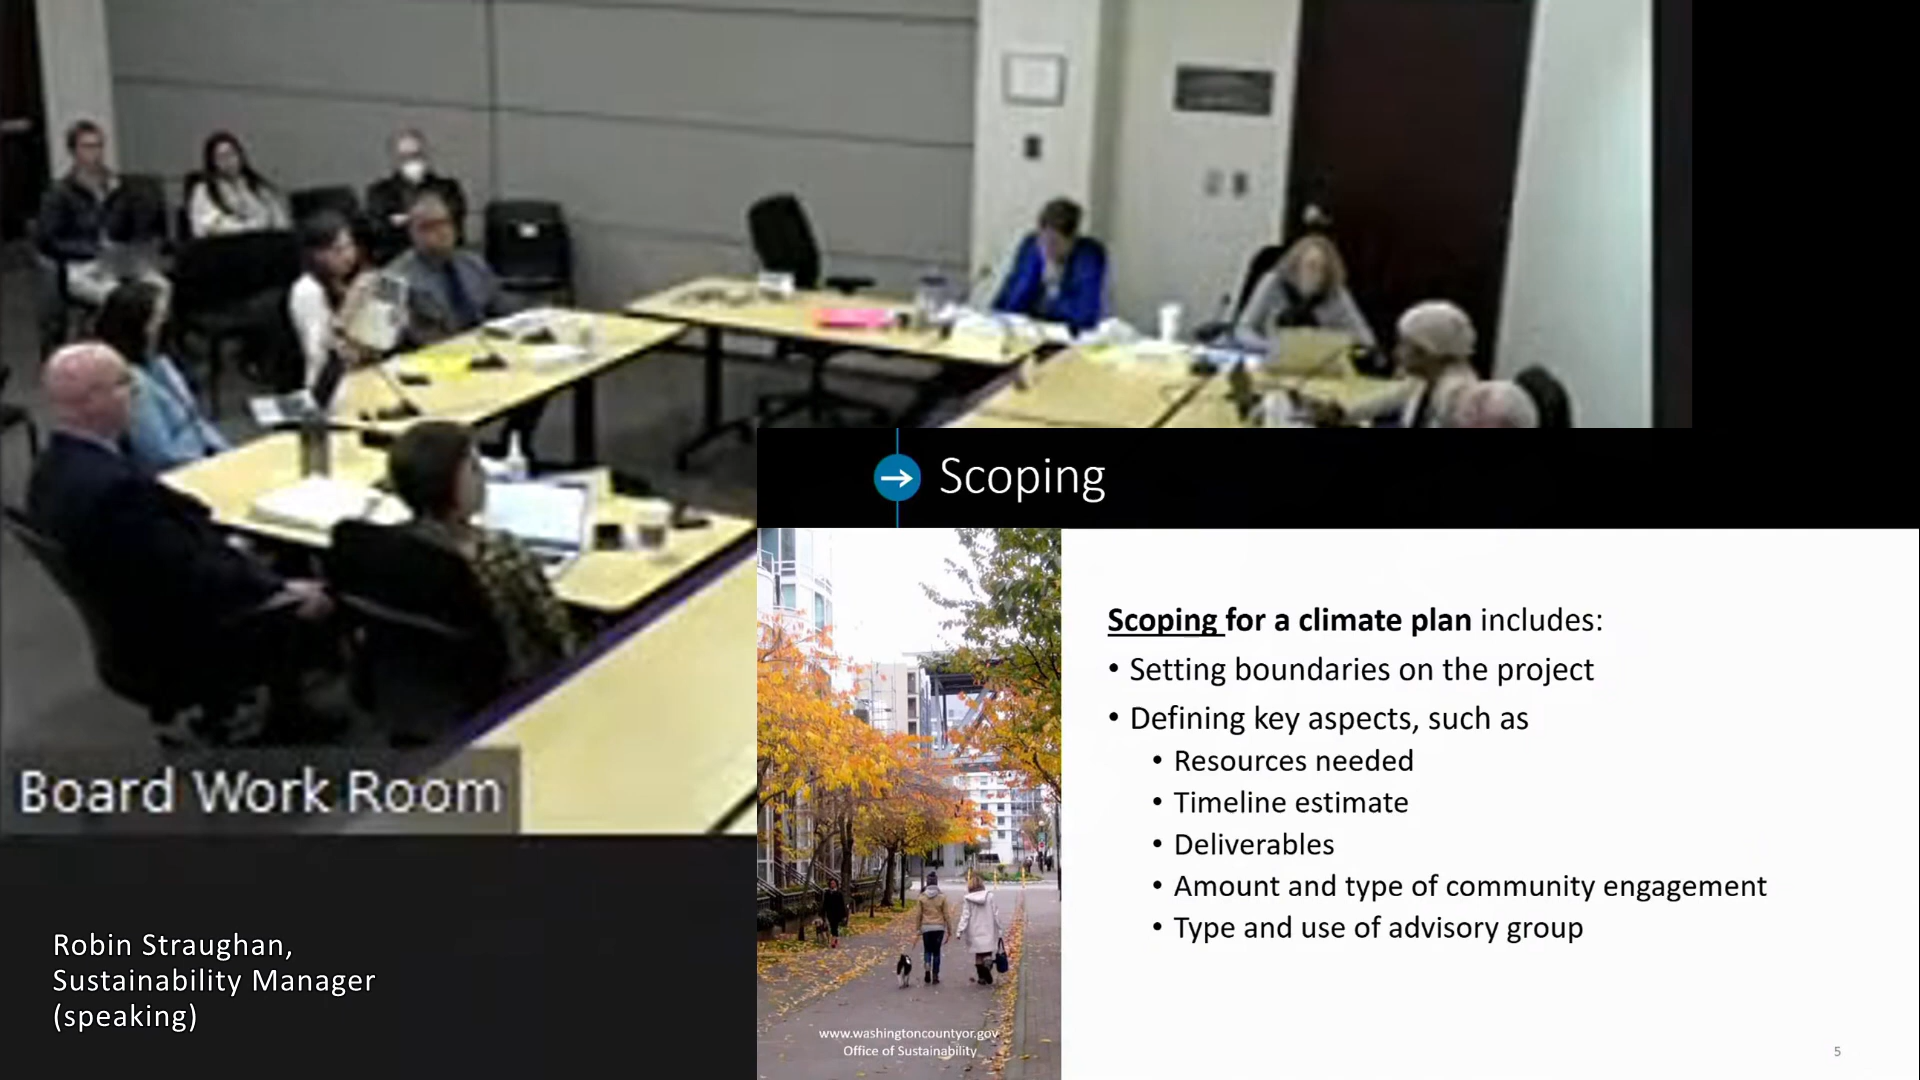 Board Work Room
Robin Straughan,
Sustainability Manager
(speaking)
Scoping
Scoping for a climate plan includes:
• Setting boundaries on the project
• Defining key aspects, such as
• Resources needed
• Timeline estimate
• Deliverables
• Amount and type of community engagement
• Type and use of advisory group
www.washingtoncountyor.gov
Office of Sustainability
5